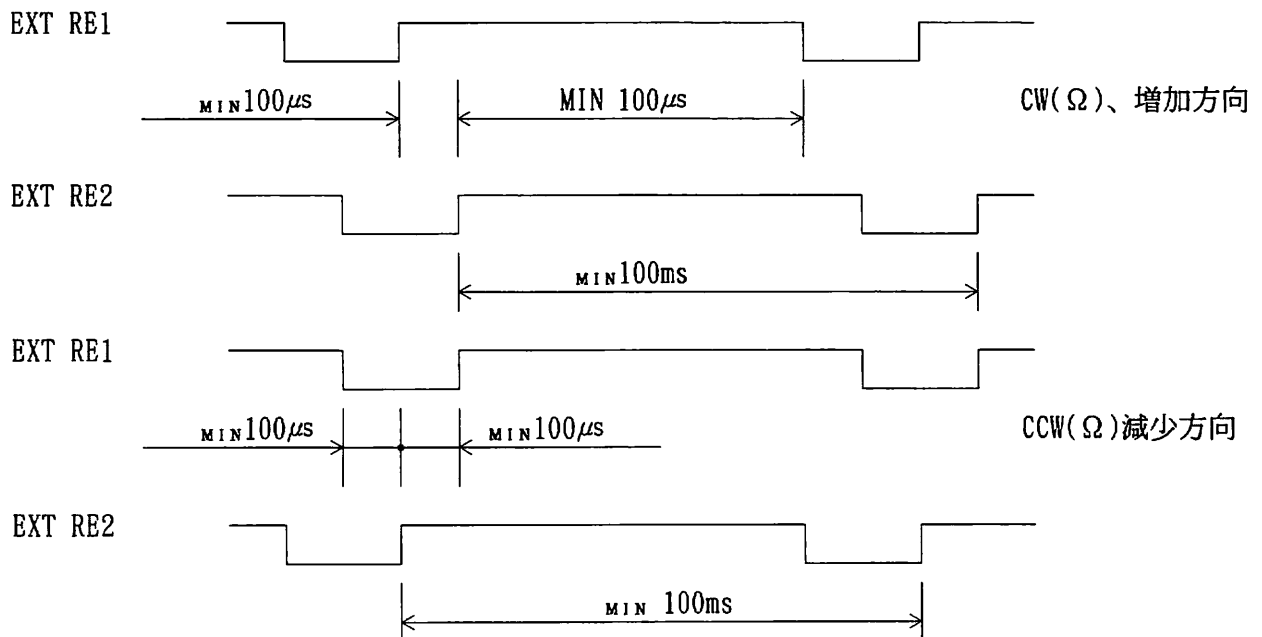 EXT RE1
MIN100μs
MIN 100μs
CW(Ω)、増加方向
EXT RE2
MIN100ms
EXT RE1
MIN100μs
MIN100μs
CCW(Ω)減少方向
EXT RE2
MIN 100ms